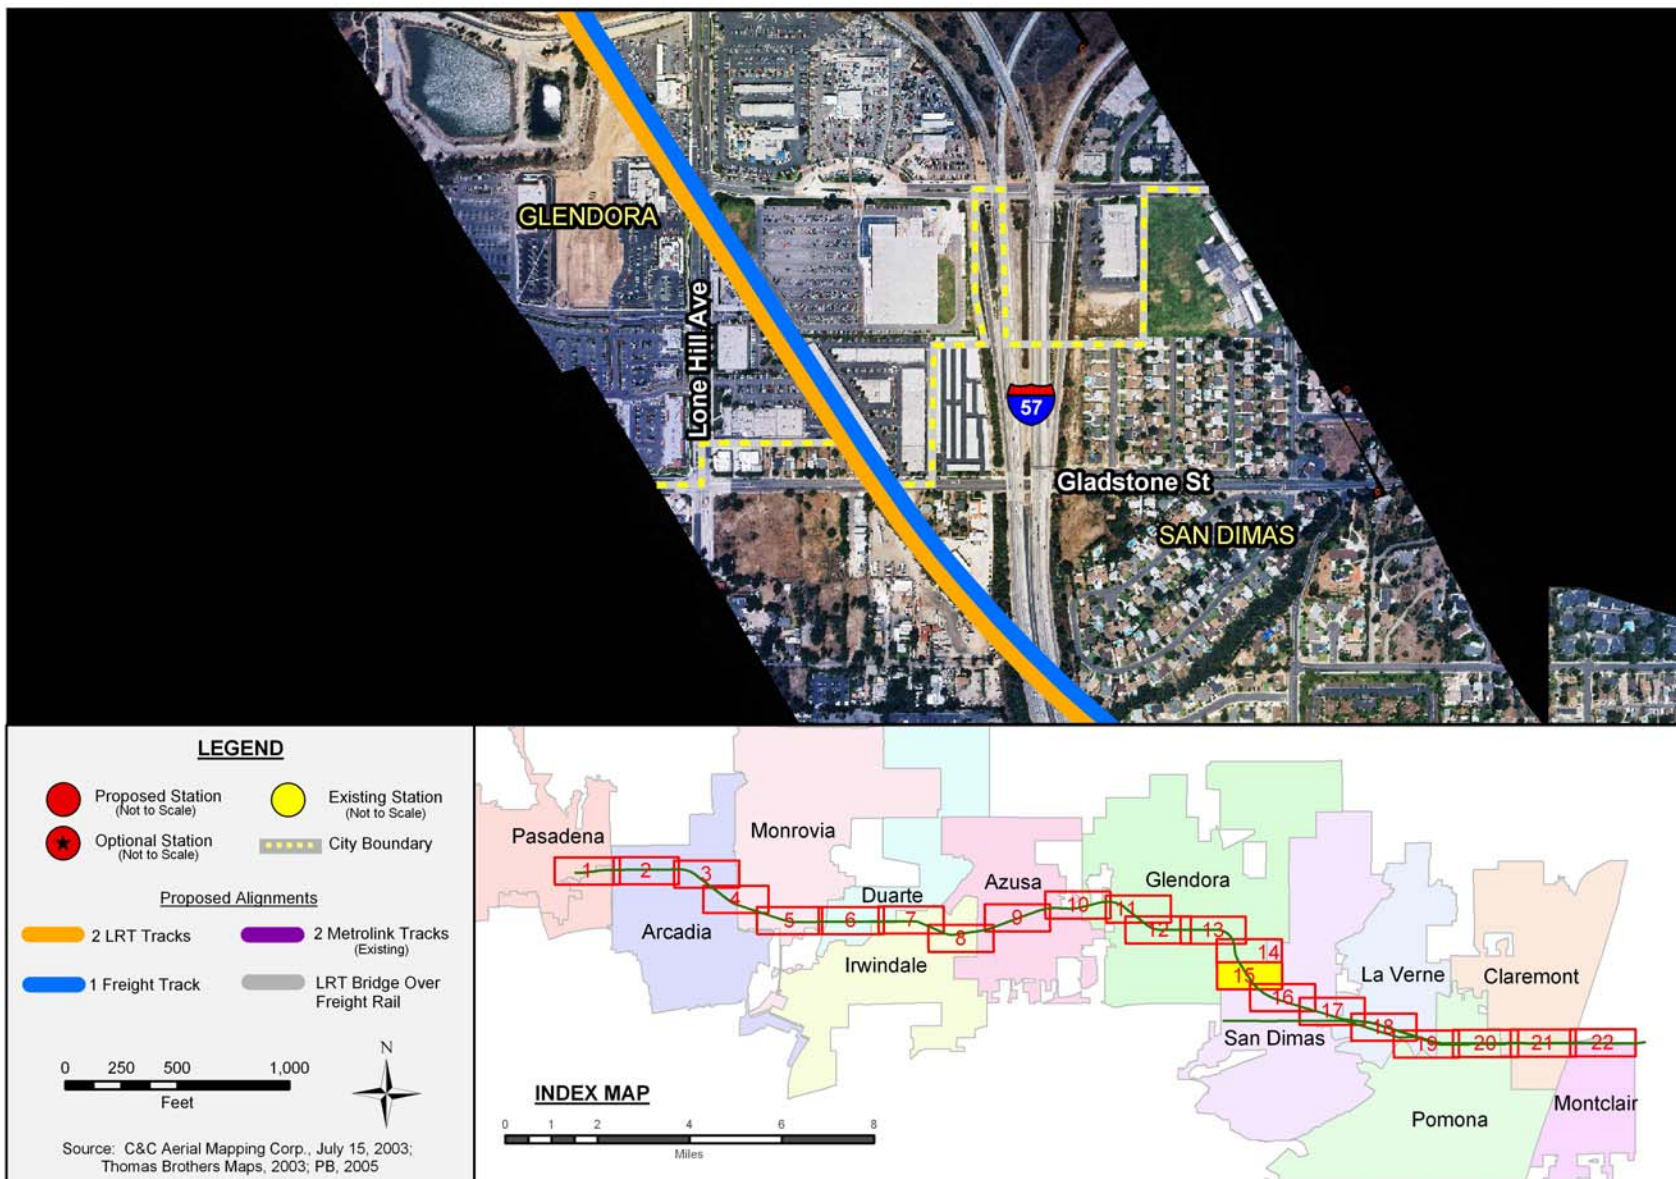 GLENDORA
Lone Hill Ave
57
Gladstone St
SAN DIMAS
LEGEND
Proposed Station
(Not to Scale)
Existing Station
(Not to Scale)
Optional Station
(Not to Scale)
City Boundary
Proposed Alignments
2 LRT Tracks
2 Metrolink Tracks
(Existing)
1 Freight Track
LRT Bridge Over
Freight Rail
0 250 500 1,000
Feet
N
Source: C&C Aerial Mapping Corp., July 15, 2003;
Thomas Brothers Maps, 2003; PB, 2005
Pasadena
Monrovia
Arcadia
Duarte
Irwindale
Azusa
Glendora
San Dimas
La Verne
Claremont
Pomona
Montclair
1
2
3
4
5
6
7
8
9
10
11
12
13
14
15
16
17
18
19
20
21
22
INDEX MAP
0 1 2 4 6 8
Miles